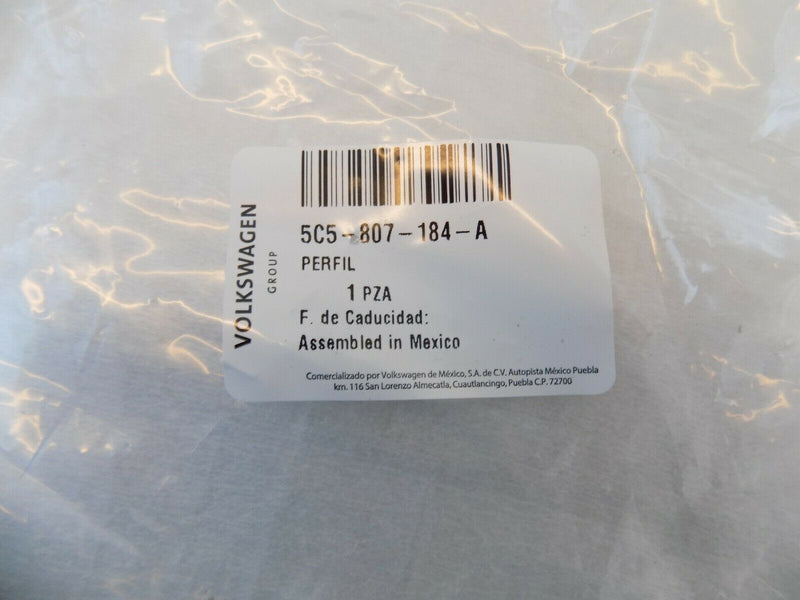 VOLKSWAGEN
GROUP
5C5-807-184-A
PERFIL
1 PZA
F. de Caducidad:
Assembled in Mexico
Comercializado por Volkswagen de México, S.A. de C.V. Autopista México Puebla
km. 116 San Lorenzo Almecatla, Cuautlancingo, Puebla C.P. 72700